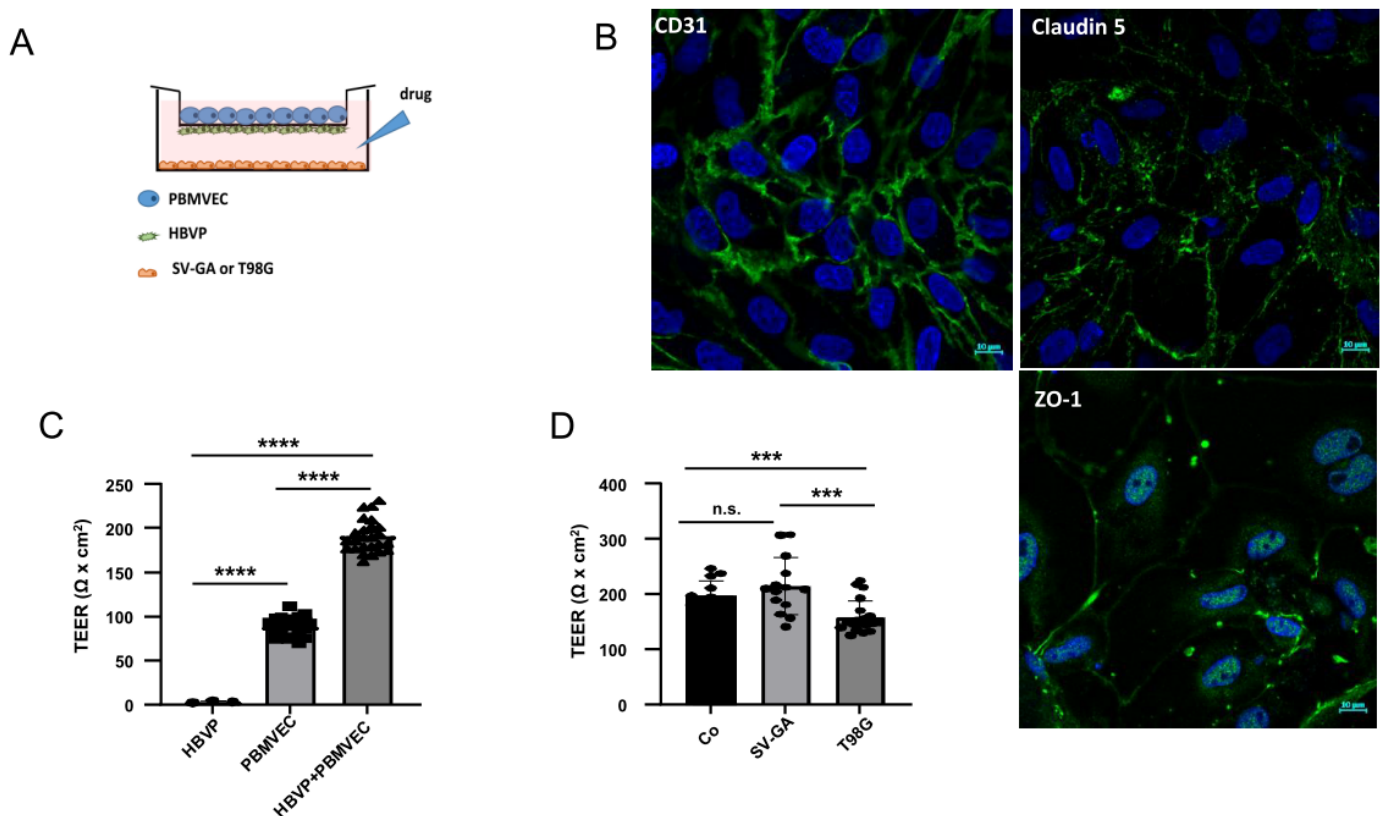 A
drug
PBMVEC
HBVP
SV-GA or T98G
B
CD31
10 µm
Claudin 5
10 µm
ZO-1
10 µm
C
****
****
****
TEER (Ω x cm²)
250
200
150
100
50
0
HBVP
PBMVEC
HBVP+PBMVEC
D
***
***
n.s.
TEER (Ω x cm²)
400
300
200
100
0
Co
SV-GA
T98G